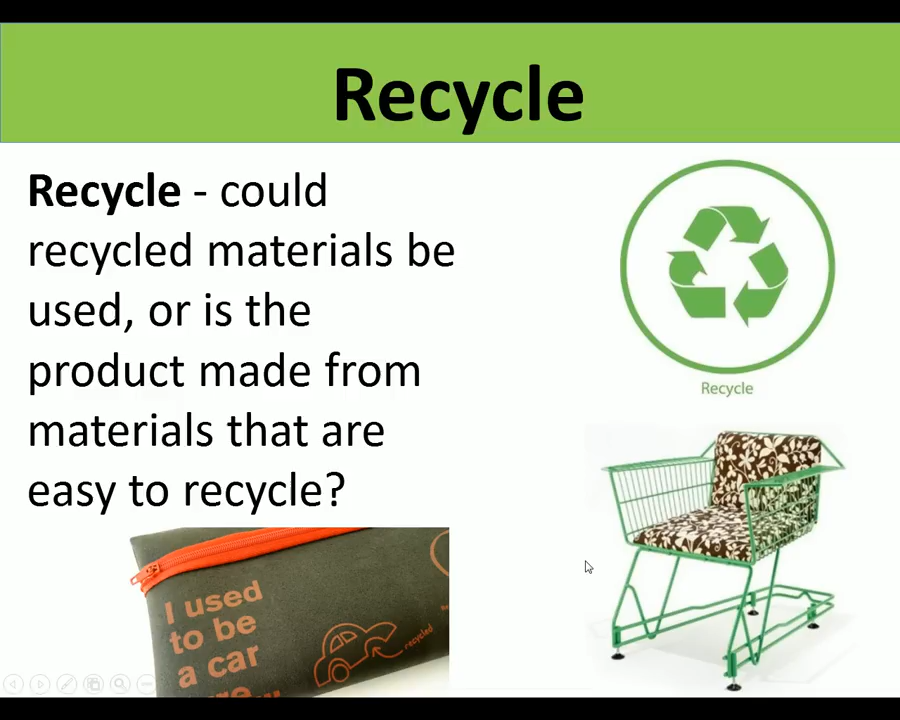 Recycle
Recycle - could
recycled materials be
used, or is the
product made from
materials that are
easy to recycle?
Recycle
I used
to be
a car
recycled